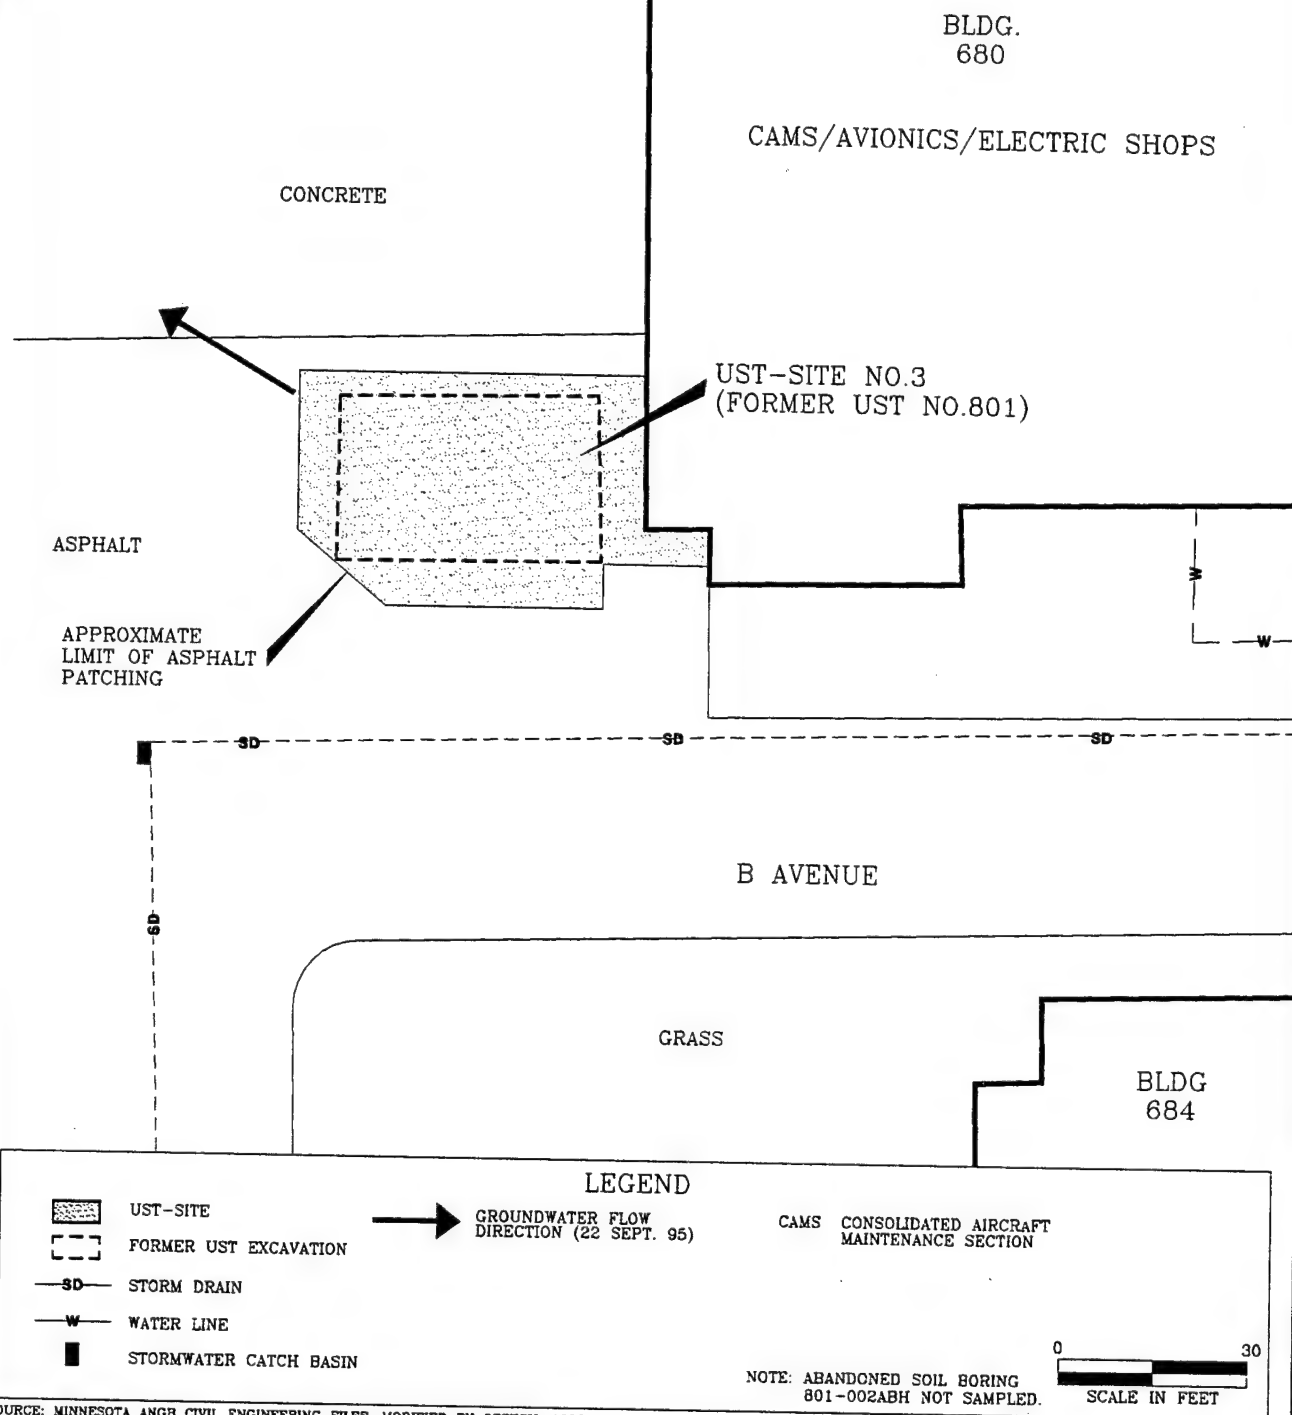 BLDG.
680
CAMS/AVIONICS/ELECTRIC SHOPS
CONCRETE
UST-SITE NO.3
(FORMER UST NO.801)
ASPHALT
W
APPROXIMATE
LIMIT OF ASPHALT
PATCHING
W
SD
SD
SD
B AVENUE
SD
GRASS
BLDG
684
LEGEND
UST-SITE
FORMER UST EXCAVATION
SD STORM DRAIN
W WATER LINE
STORMWATER CATCH BASIN
GROUNDWATER FLOW
DIRECTION (22 SEPT. 95)
CAMS CONSOLIDATED AIRCRAFT
MAINTENANCE SECTION
NOTE: ABANDONED SOIL BORING
801-002ABH NOT SAMPLED.
0 30
SCALE IN FEET
MINNESOTA ANGB CIVIL ENGINEERING FILES